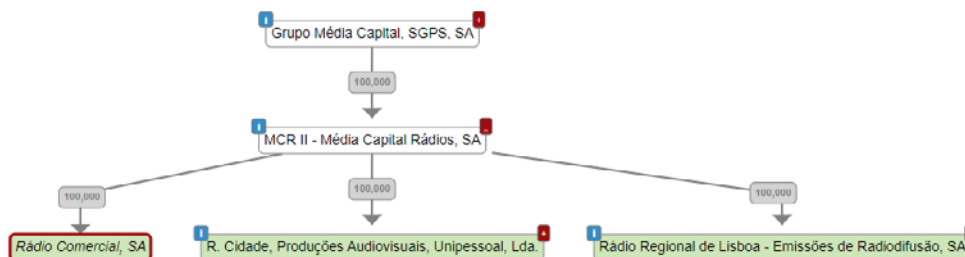 Grupo Média Capital, SGPS, SA
100,000
MCR II - Média Capital Rádios, SA
100,000
100,000
100,000
Rádio Comercial, SA
R. Cidade, Produções Audiovisuais, Unipessoal, Lda.
Rádio Regional de Lisboa - Emissões de Radiodifusão, SA